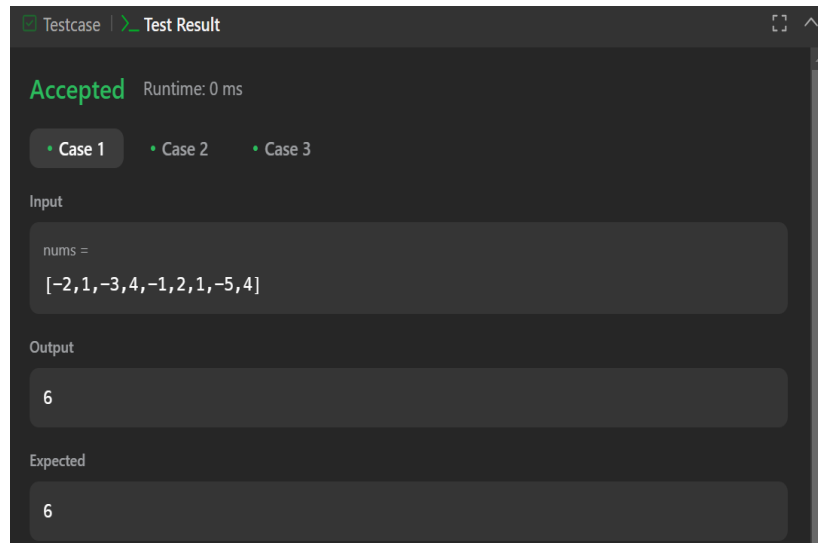 Testcase | >_ Test Result
Accepted Runtime: 0 ms
• Case 1 • Case 2 • Case 3
Input
nums =
[-2,1,-3,4,-1,2,1,-5,4]
Output
6
Expected
6